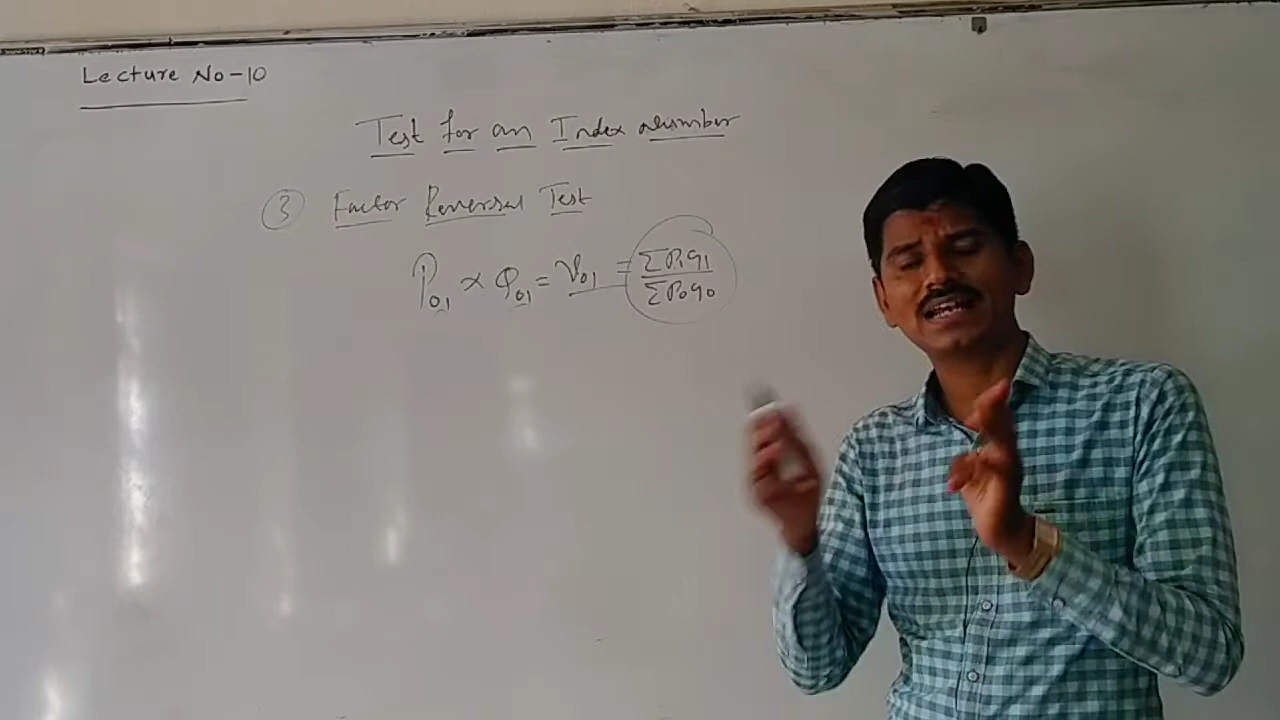 Lecture No-10
Test for an Index Number
③ Factor Reversal Test
P₀₁ × Q₀₁ = V₀₁ = ΣP₁q₁ / ΣP₀q₀